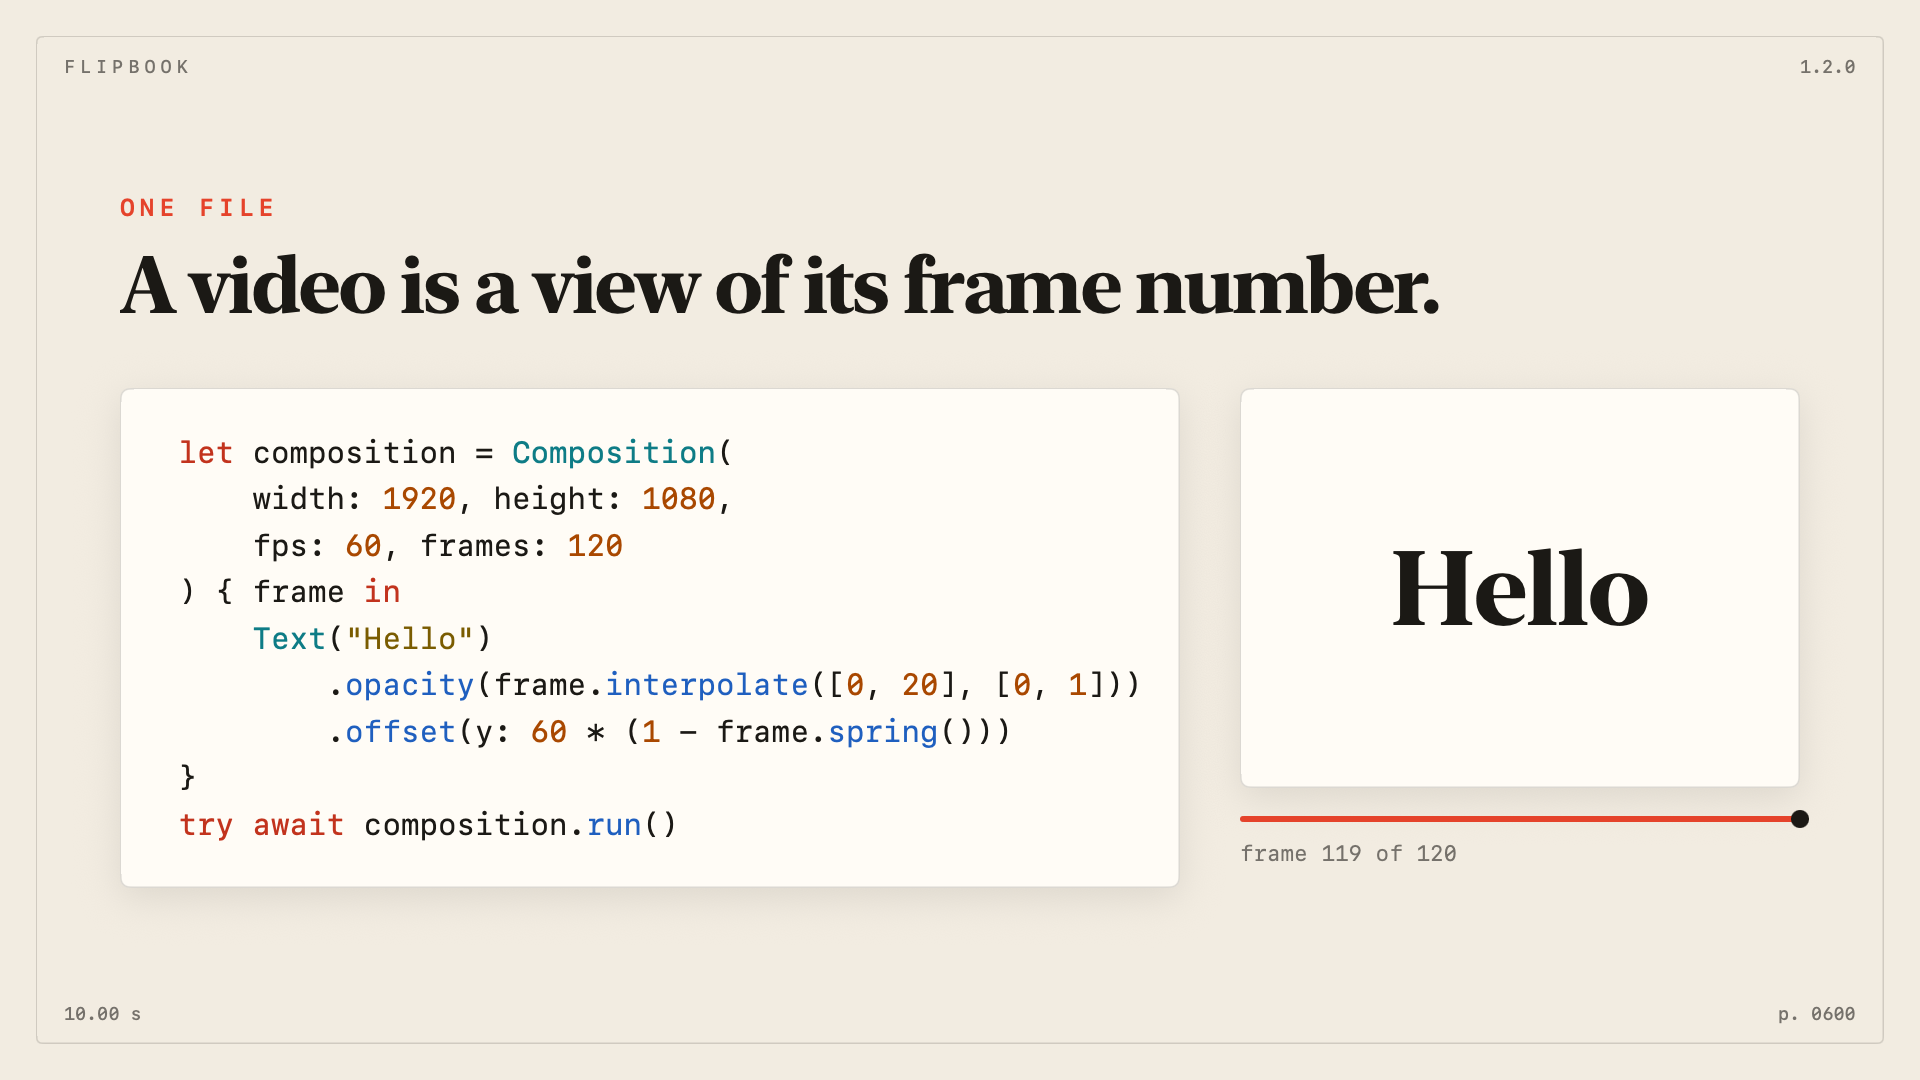 FLIPBOOK
1.2.0
ONE FILE
A video is a view of its frame number.
let composition = Composition(
    width: 1920, height: 1080,
    fps: 60, frames: 120
) { frame in
    Text("Hello")
        .opacity(frame.interpolate([0, 20], [0, 1]))
        .offset(y: 60 * (1 - frame.spring()))
}
try await composition.run()
Hello
frame 119 of 120
10.00 s
p. 0600